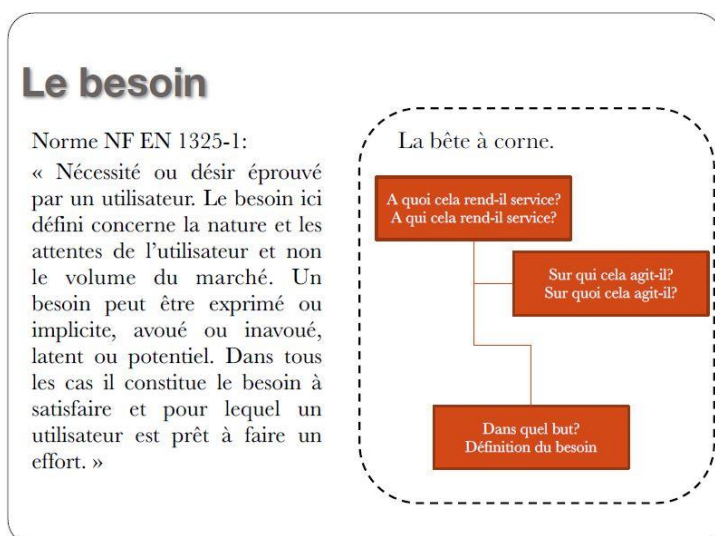 Le besoin
Norme NF EN 1325-1:
« Nécessité ou désir éprouvé
par un utilisateur. Le besoin ici
défini concerne la nature et les
attentes de l'utilisateur et non
le volume du marché. Un
besoin peut être exprimé ou
implicite, avoué ou inavoué,
latent ou potentiel. Dans tous
les cas il constitue le besoin à
satisfaire et pour lequel un
utilisateur est prêt à faire un
effort. »
La bête à corne.
A quoi cela rend-il service?
A qui cela rend-il service?
Sur qui cela agit-il?
Sur quoi cela agit-il?
Dans quel but?
Définition du besoin